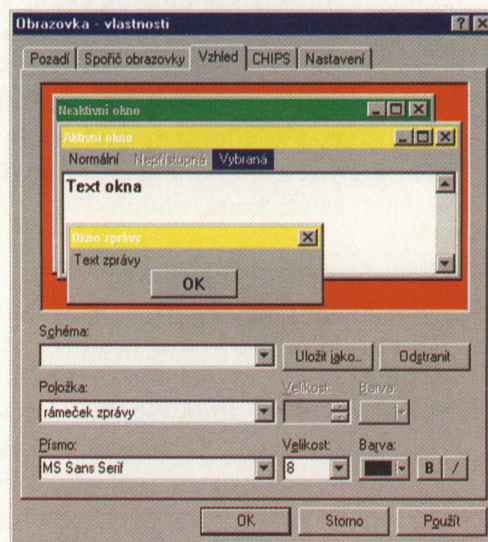 Obrazovka - vlastnosti
Pozadí Spořič obrazovky Vzhled CHIPS Nastavení
Neaktivní okno
Aktivní okno
Normální Nepřístupná Vybraná
Text okna
Okno zprávy
Text zprávy
OK
Schéma:
Uložit jako... Odstranit
Položka: Velikost: Barva:
rámeček zprávy
Písmo: Velikost: Barva:
MS Sans Serif 8 B /
OK Storno Použít